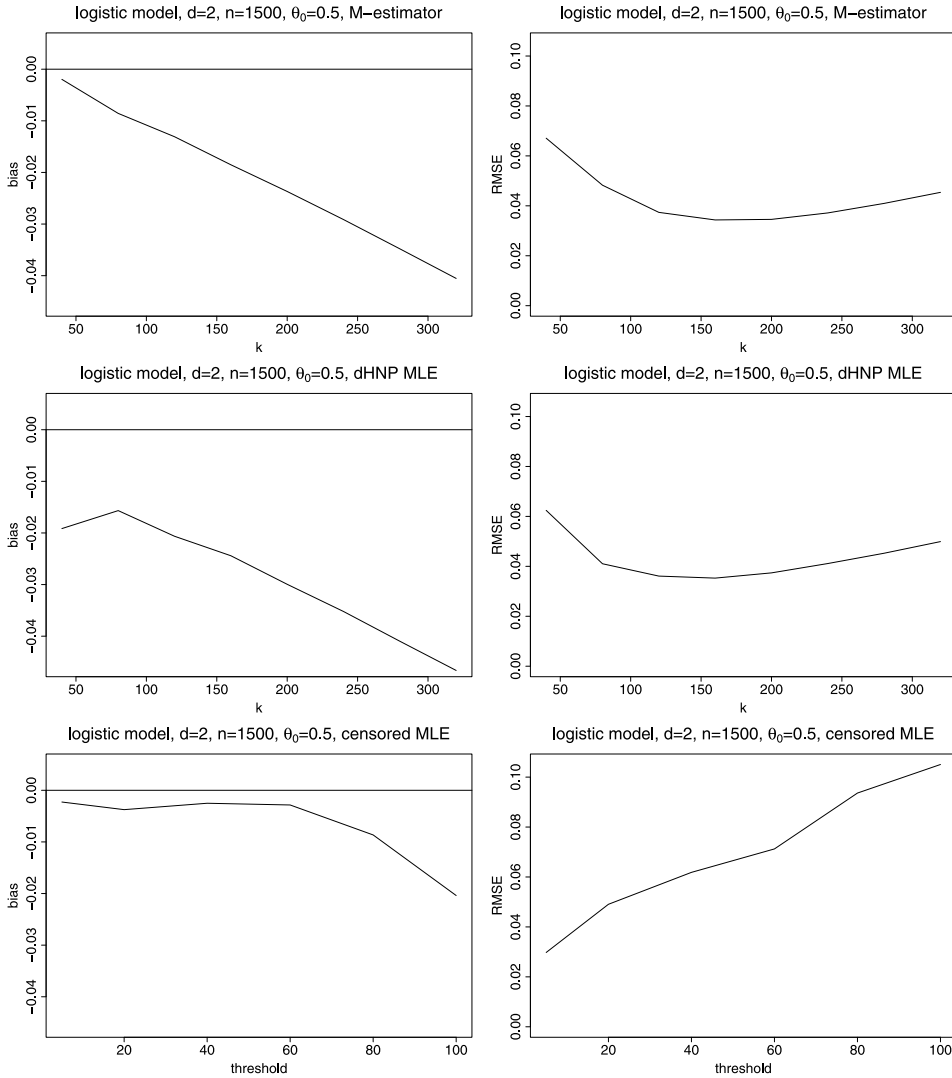 logistic model, d=2, n=1500, θ0=0.5, M−estimator
bias
0.00
−0.01
−0.02
−0.03
−0.04
50 100 150 200 250 300
k
logistic model, d=2, n=1500, θ0=0.5, M−estimator
RMSE
0.10
0.08
0.06
0.04
0.02
0.00
50 100 150 200 250 300
k
logistic model, d=2, n=1500, θ0=0.5, dHNP MLE
bias
0.00
−0.01
−0.02
−0.03
−0.04
50 100 150 200 250 300
k
logistic model, d=2, n=1500, θ0=0.5, dHNP MLE
RMSE
0.10
0.08
0.06
0.04
0.02
0.00
50 100 150 200 250 300
k
logistic model, d=2, n=1500, θ0=0.5, censored MLE
bias
0.00
−0.01
−0.02
−0.03
−0.04
20 40 60 80 100
threshold
logistic model, d=2, n=1500, θ0=0.5, censored MLE
RMSE
0.10
0.08
0.06
0.04
0.02
0.00
20 40 60 80 100
threshold